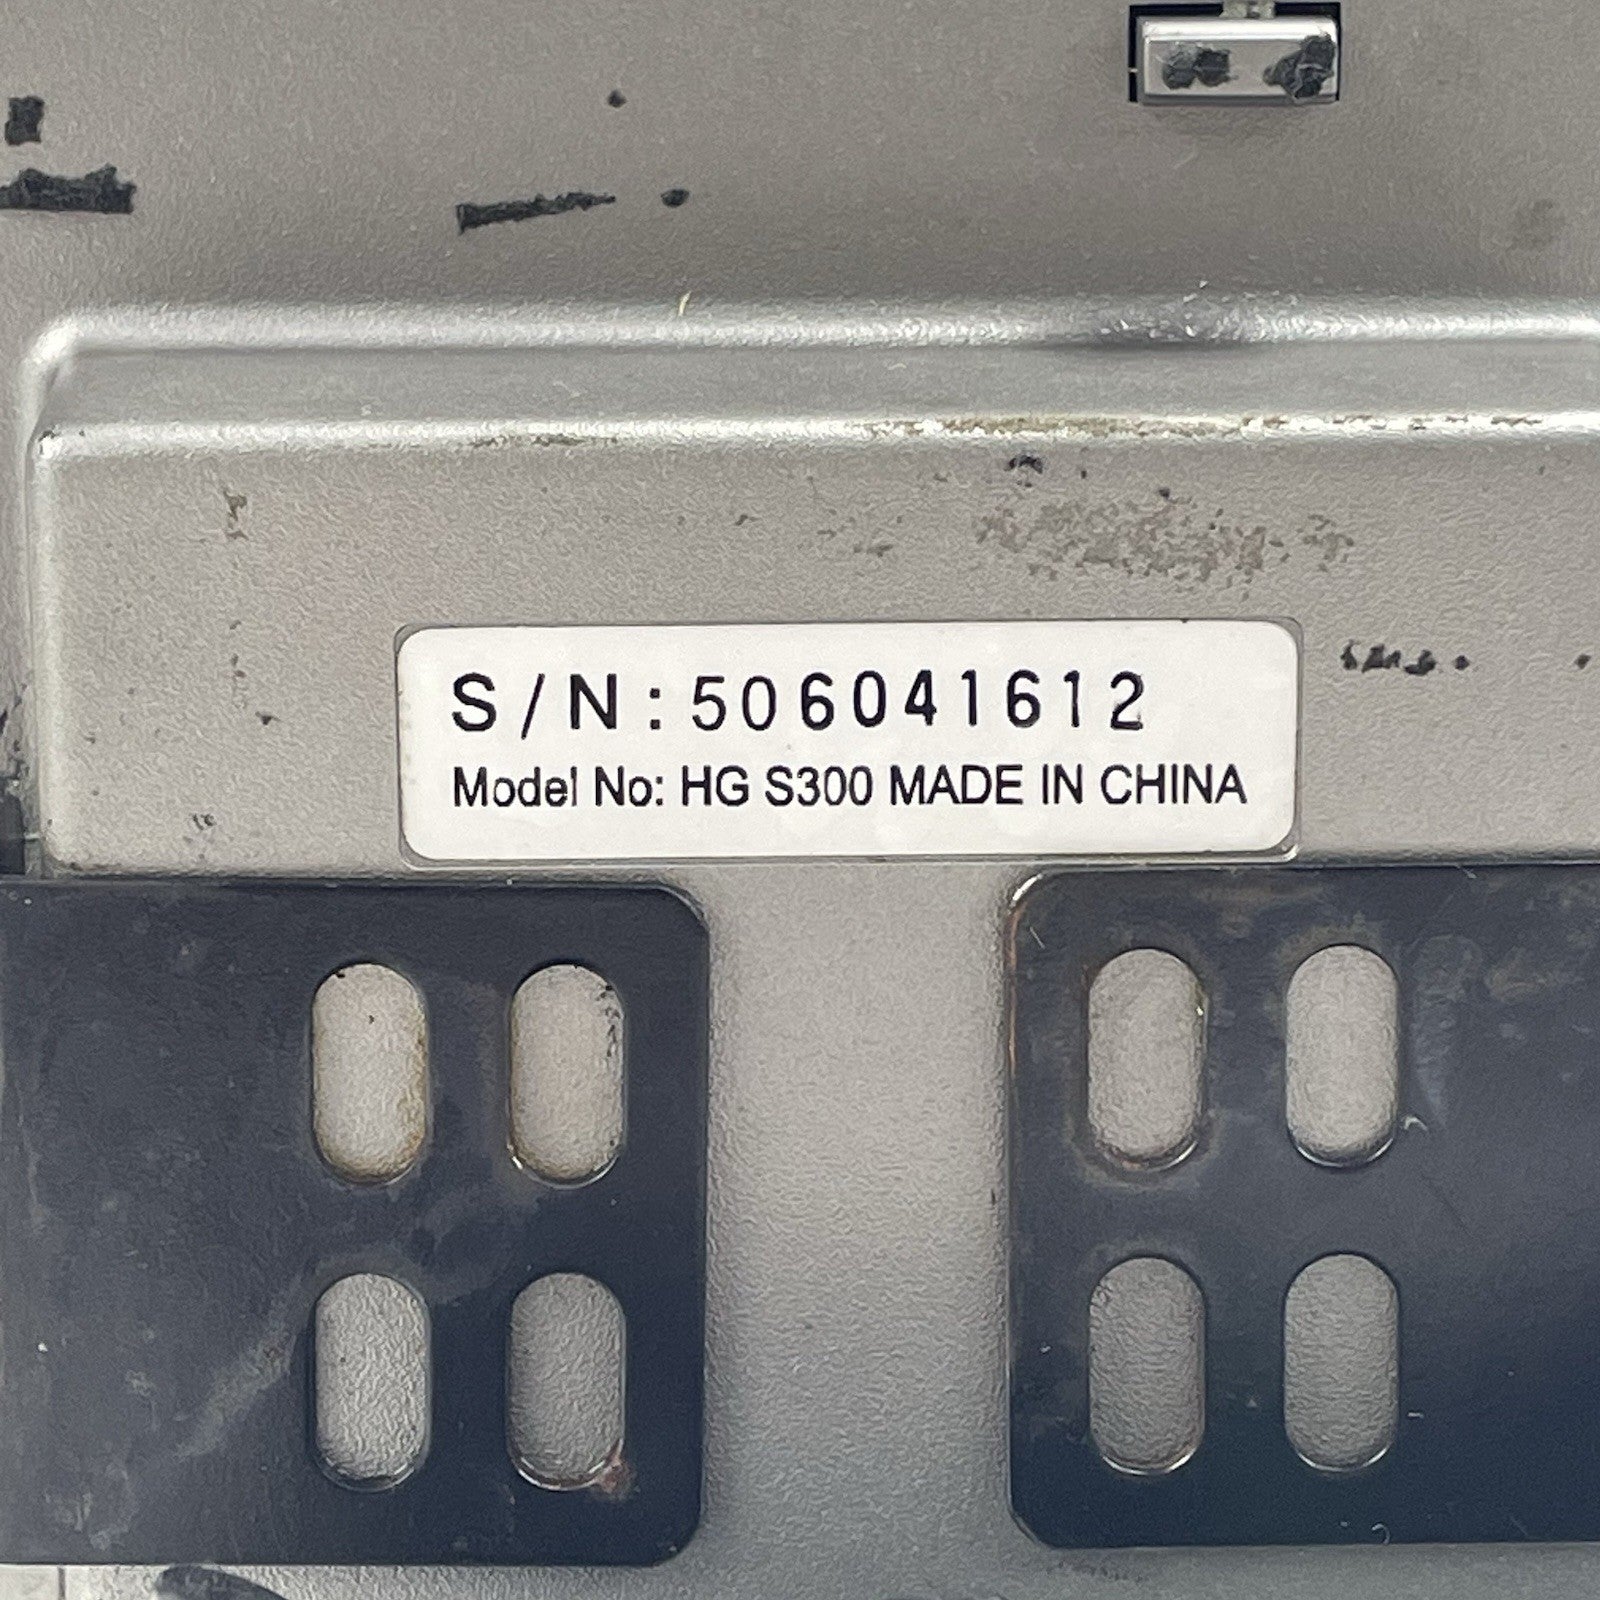 S/N:506041612
Model No: HG S300 MADE IN CHINA